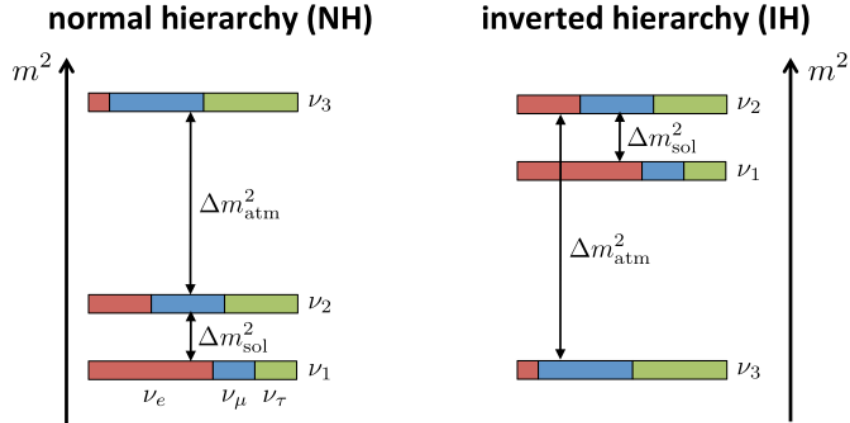 normal hierarchy (NH)
m²
ν₃
Δm²atm
ν₂
Δm²sol
ν₁
νe νμ ντ
inverted hierarchy (IH)
m²
ν₂
Δm²sol
ν₁
Δm²atm
ν₃